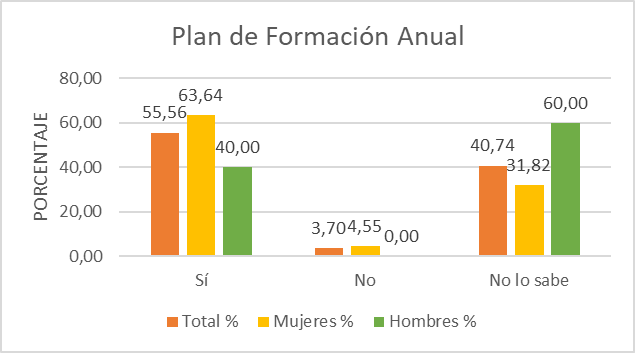 Plan de Formación Anual
PORCENTAJE
80,00
60,00
40,00
20,00
0,00
55,56
63,64
40,00
3,70
4,55
0,00
40,74
31,82
60,00
Sí
No
No lo sabe
Total %
Mujeres %
Hombres %